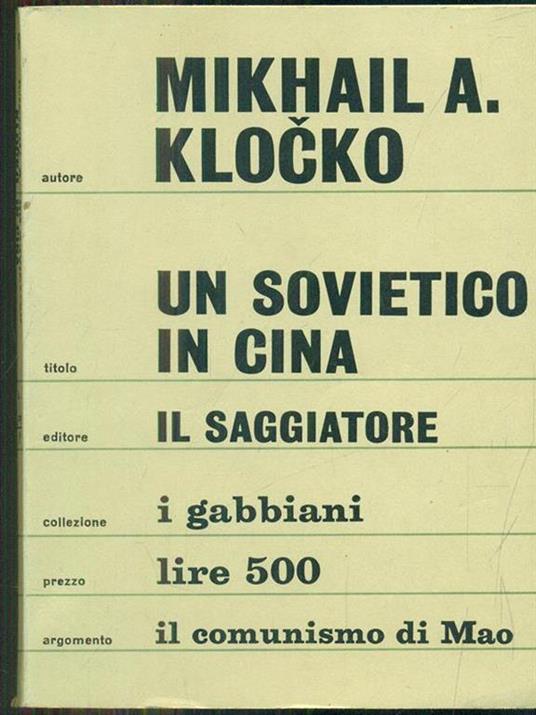 MIKHAIL A.
autore KLOČKO
UN SOVIETICO
titolo IN CINA
editore IL SAGGIATORE
collezione i gabbiani
prezzo lire 500
argomento il comunismo di Mao